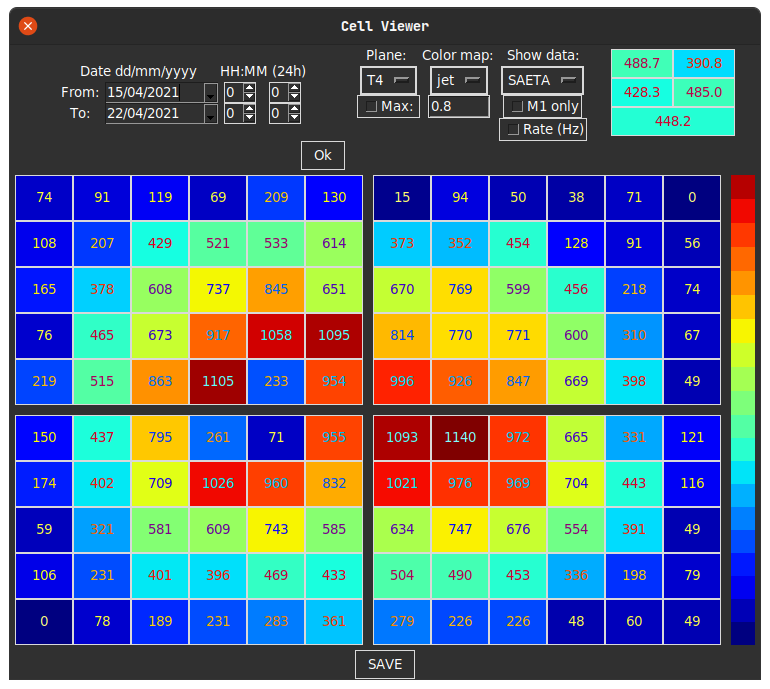 Cell Viewer
Plane: Color map: Show data:
Date dd/mm/yyyy HH:MM (24h) T4 jet SAETA 488.7 390.8
From: 15/04/2021 0 0 Max: 0.8 M1 only 428.3 485.0
To: 22/04/2021 0 0 Rate (Hz) 448.2
Ok
74 91 119 69 209 130 15 94 50 38 71 0
108 207 429 521 533 614 373 352 454 128 91 56
165 378 608 737 845 651 670 769 599 456 218 74
76 465 673 917 1058 1095 814 770 771 600 310 67
219 515 863 1105 233 954 996 926 847 669 398 49
150 437 795 261 71 955 1093 1140 972 665 331 121
174 402 709 1026 960 832 1021 976 969 704 443 116
59 321 581 609 743 585 634 747 676 554 391 49
106 231 401 396 469 433 504 490 453 336 198 79
0 78 189 231 283 361 279 226 226 48 60 49
SAVE